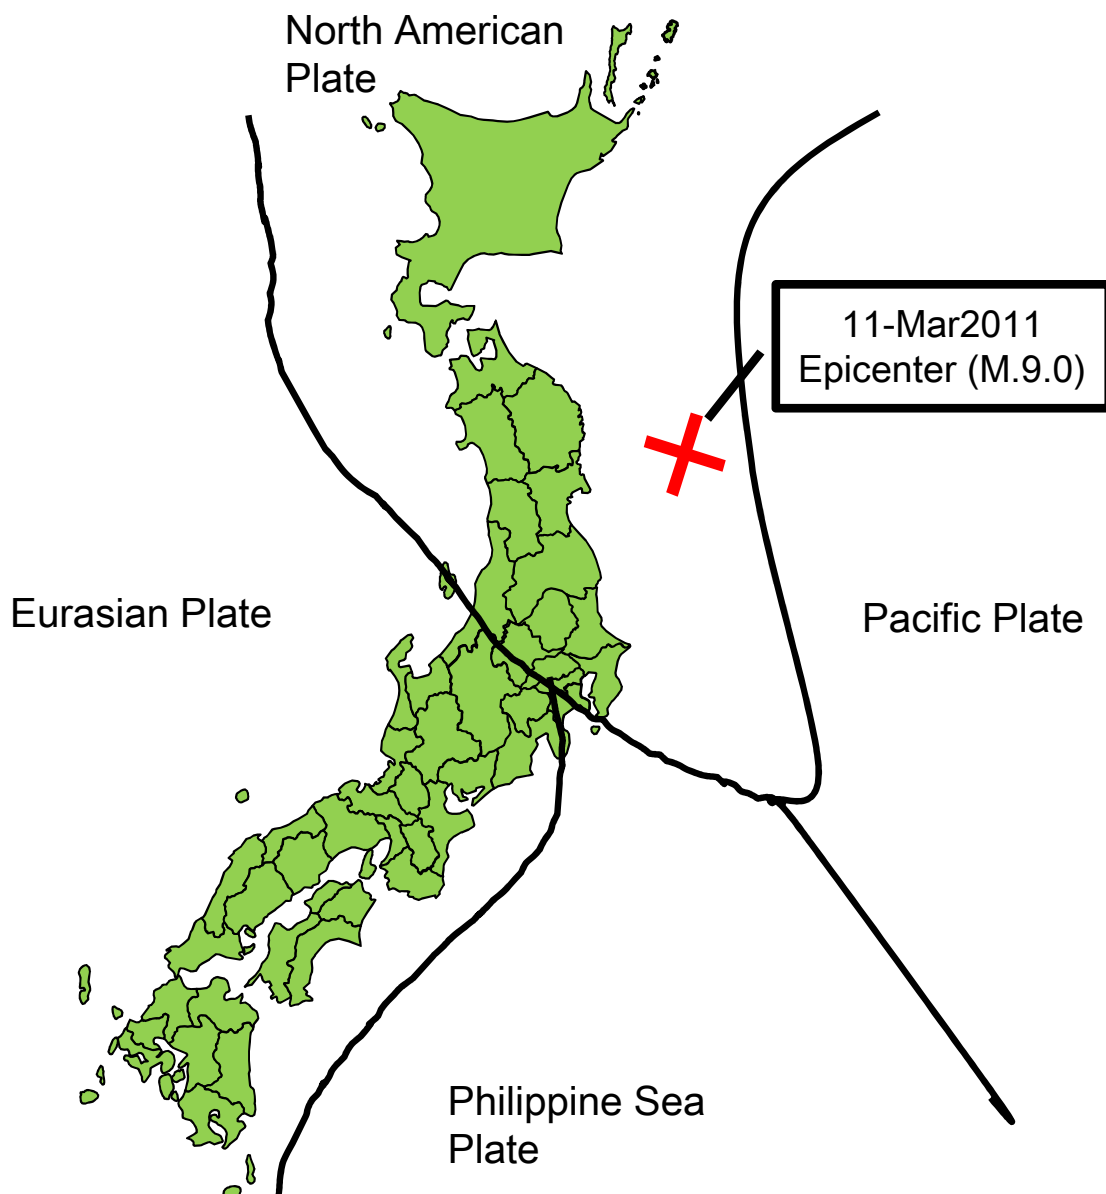 North American
Plate
11-Mar2011
Epicenter (M.9.0)
Eurasian Plate
Pacific Plate
Philippine Sea
Plate